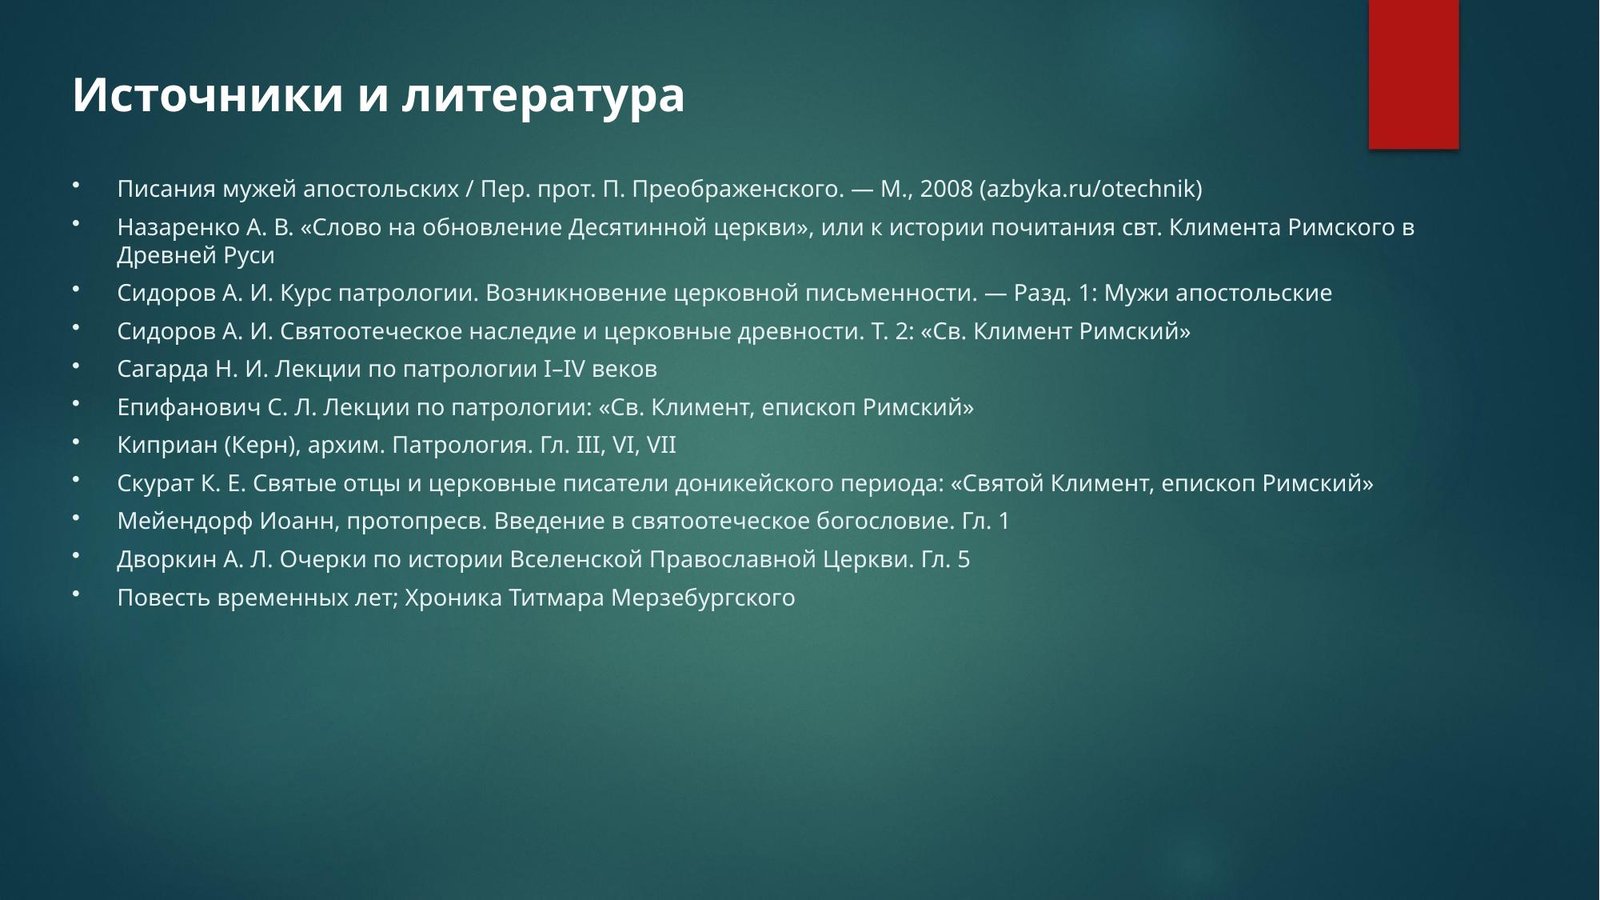 Источники и литература
• Писания мужей апостольских / Пер. прот. П. Преображенского. — М., 2008 (azbyka.ru/otechnik)
• Назаренко А. В. «Слово на обновление Десятинной церкви», или к истории почитания свт. Климента Римского в
Древней Руси
• Сидоров А. И. Курс патрологии. Возникновение церковной письменности. — Разд. 1: Мужи апостольские
• Сидоров А. И. Святоотеческое наследие и церковные древности. Т. 2: «Св. Климент Римский»
• Сагарда Н. И. Лекции по патрологии I–IV веков
• Епифанович С. Л. Лекции по патрологии: «Св. Климент, епископ Римский»
• Киприан (Керн), архим. Патрология. Гл. III, VI, VII
• Скурат К. Е. Святые отцы и церковные писатели доникейского периода: «Святой Климент, епископ Римский»
• Мейендорф Иоанн, протопресв. Введение в святоотеческое богословие. Гл. 1
• Дворкин А. Л. Очерки по истории Вселенской Православной Церкви. Гл. 5
• Повесть временных лет; Хроника Титмара Мерзебургского